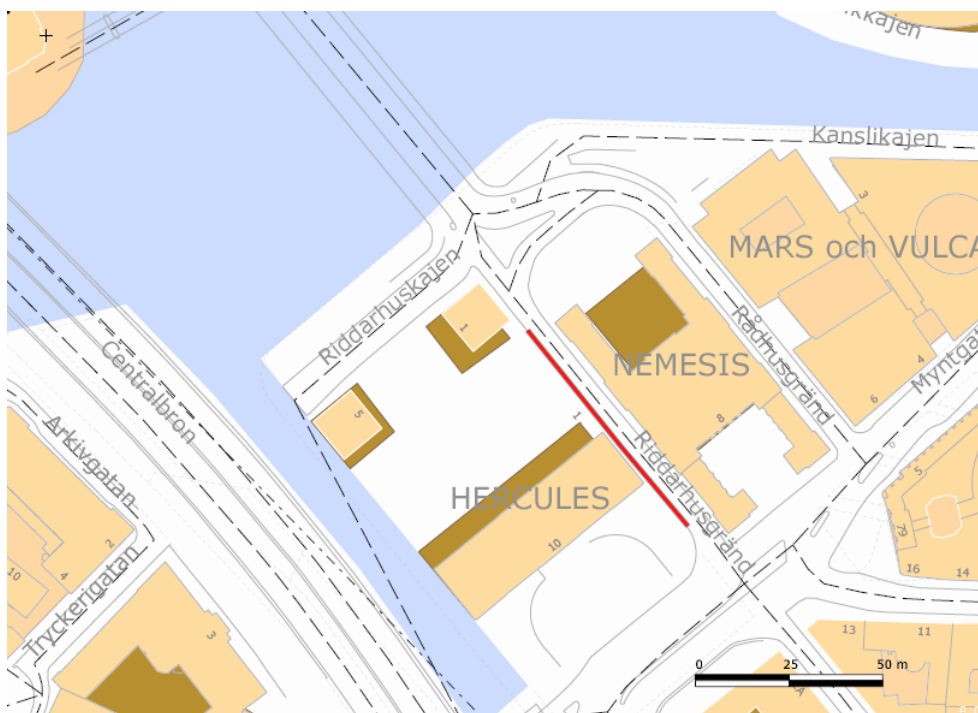 Kanslikajen
3
MARS och VULCA
Riddarhuskajen
1
Rådhusgränd
NEMESIS
4
Myntga
6
Centralbron
5
1
8
5
Arkivgatan
Riddarhusgränd
HERCULES
10
2
79
16
14
4
10
Tryckerigatan
3
13
11
0
25
50 m